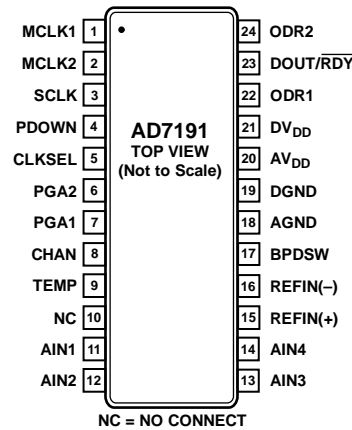 MCLK1 1
MCLK2 2
SCLK 3
PDOWN 4
CLKSEL 5
PGA2 6
PGA1 7
CHAN 8
TEMP 9
NC 10
AIN1 11
AIN2 12
AD7191
TOP VIEW
(Not to Scale)
24 ODR2
23 DOUT/RDY
22 ODR1
21 DVDD
20 AVDD
19 DGND
18 AGND
17 BPDSW
16 REFIN(–)
15 REFIN(+)
14 AIN4
13 AIN3
NC = NO CONNECT